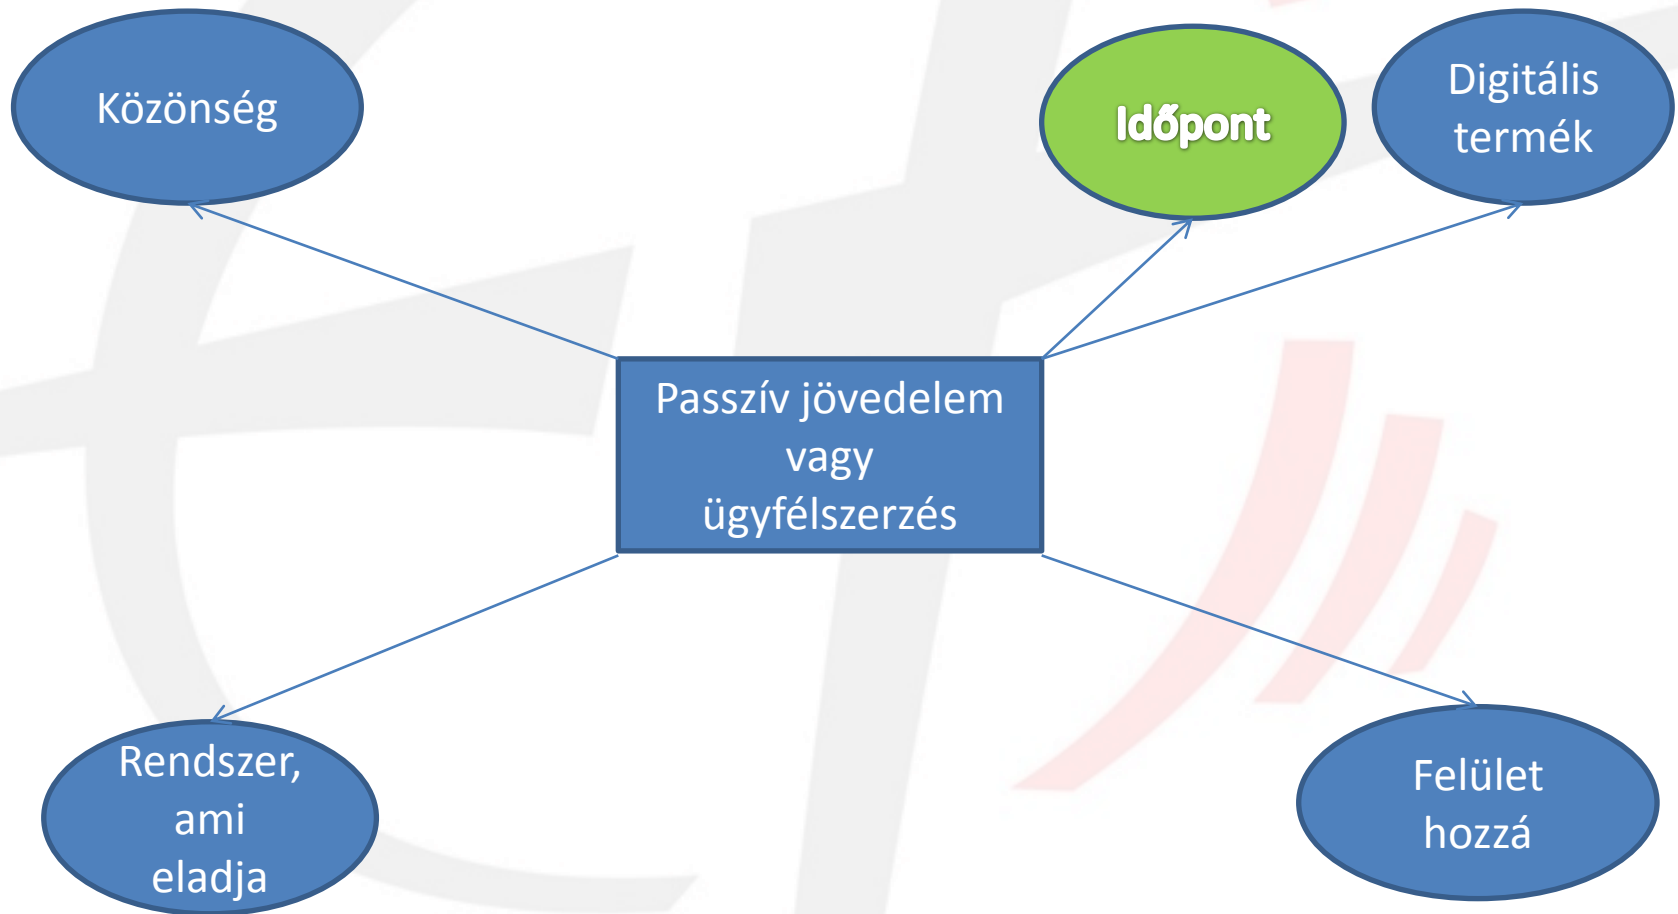 Közönség
Időpont
Digitális
termék
Passzív jövedelem
vagy
ügyfélszerzés
Rendszer,
ami
eladja
Felület
hozzá